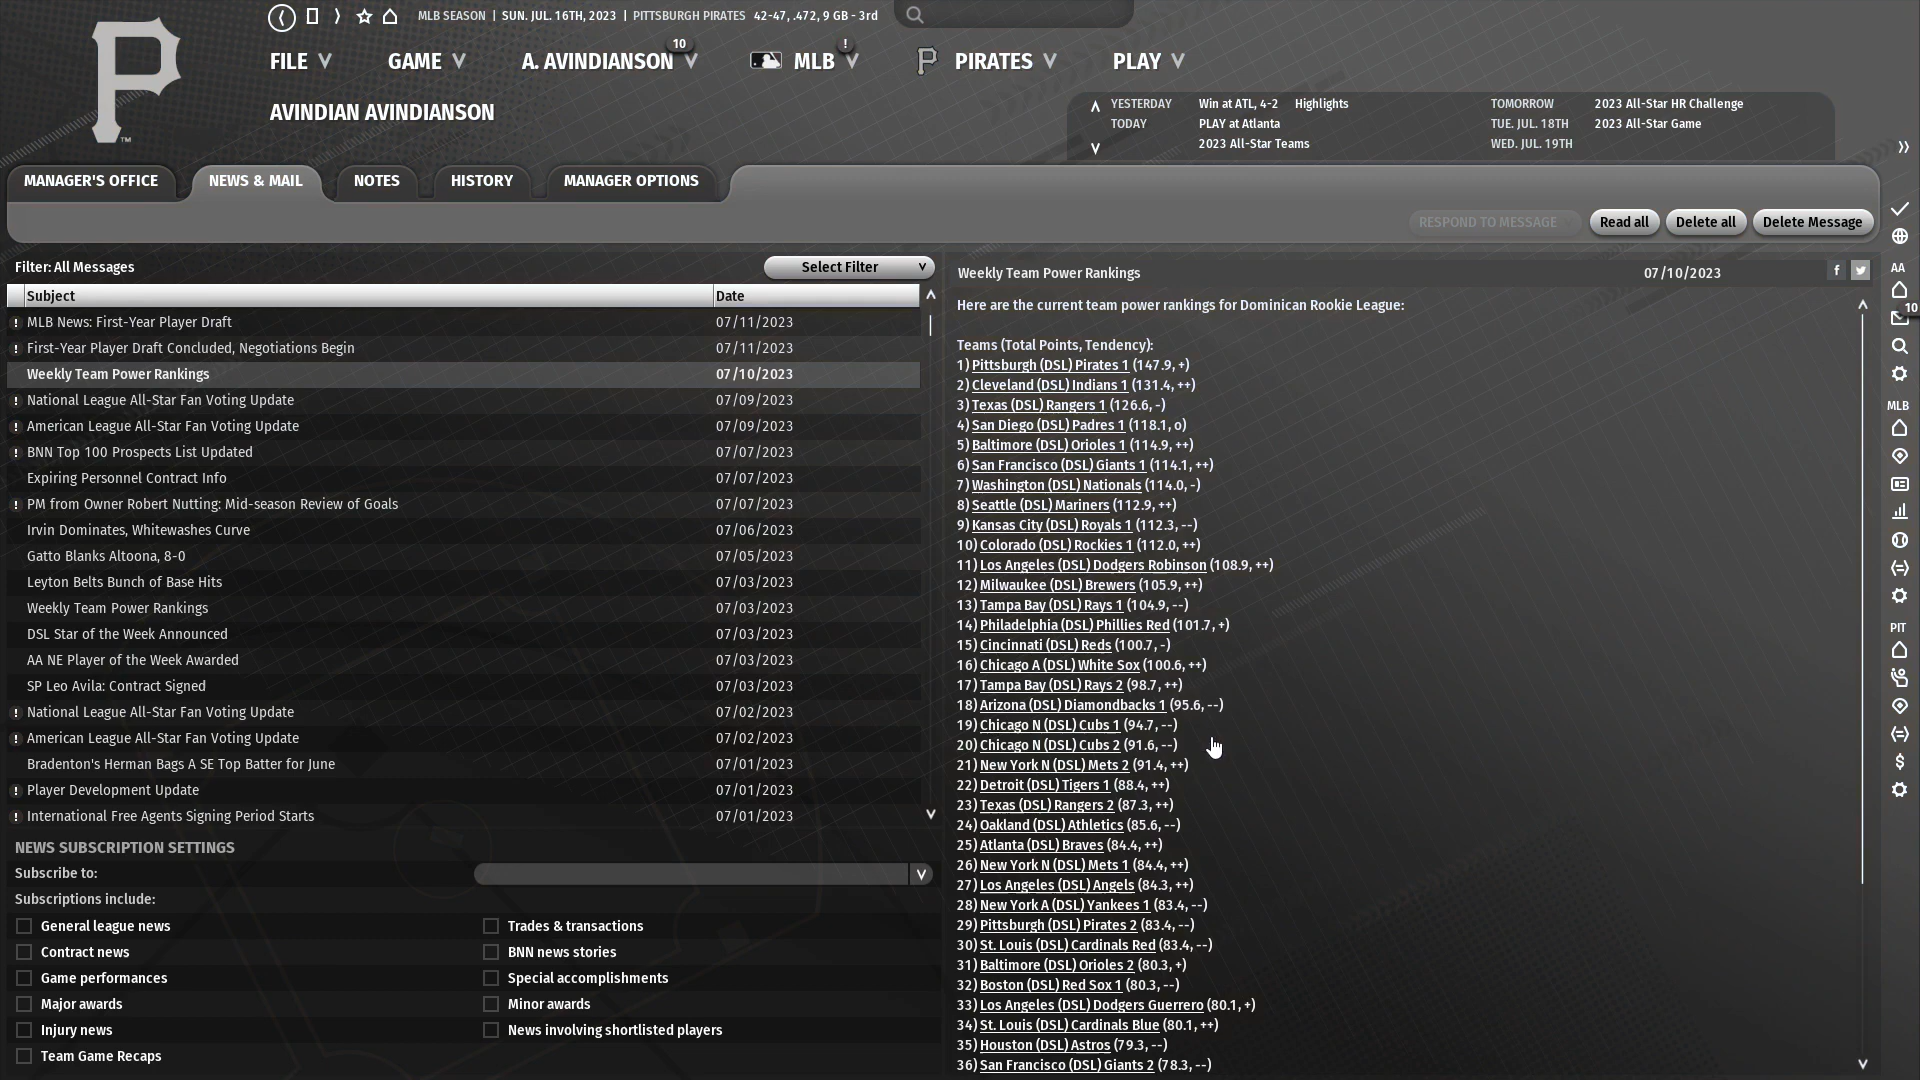 MLB SEASON | SUN. JUL. 16TH, 2023 | PITTSBURGH PIRATES 42-47, .472, 9 GB - 3rd
FILE GAME A. AVINDIANSON 10 MLB ! PIRATES PLAY
AVINDIAN AVINDIANSON
YESTERDAY Win at ATL, 4-2 Highlights TOMORROW 2023 All-Star HR Challenge
TODAY PLAY at Atlanta TUE. JUL. 18TH 2023 All-Star Game
2023 All-Star Teams WED. JUL. 19TH
MANAGER'S OFFICE NEWS & MAIL NOTES HISTORY MANAGER OPTIONS
RESPOND TO MESSAGE Read all Delete all Delete Message
Filter: All Messages Select Filter
Subject Date
! MLB News: First-Year Player Draft 07/11/2023
! First-Year Player Draft Concluded, Negotiations Begin 07/11/2023
Weekly Team Power Rankings 07/10/2023
! National League All-Star Fan Voting Update 07/09/2023
! American League All-Star Fan Voting Update 07/09/2023
! BNN Top 100 Prospects List Updated 07/07/2023
Expiring Personnel Contract Info 07/07/2023
! PM from Owner Robert Nutting: Mid-season Review of Goals 07/07/2023
Irvin Dominates, Whitewashes Curve 07/06/2023
Gatto Blanks Altoona, 8-0 07/05/2023
Leyton Belts Bunch of Base Hits 07/03/2023
Weekly Team Power Rankings 07/03/2023
DSL Star of the Week Announced 07/03/2023
AA NE Player of the Week Awarded 07/03/2023
SP Leo Avila: Contract Signed 07/03/2023
! National League All-Star Fan Voting Update 07/02/2023
! American League All-Star Fan Voting Update 07/02/2023
Bradenton's Herman Bags A SE Top Batter for June 07/01/2023
! Player Development Update 07/01/2023
! International Free Agents Signing Period Starts 07/01/2023
NEWS SUBSCRIPTION SETTINGS
Subscribe to:
Subscriptions include:
General league news Trades & transactions
Contract news BNN news stories
Game performances Special accomplishments
Major awards Minor awards
Injury news News involving shortlisted players
Team Game Recaps
Weekly Team Power Rankings 07/10/2023
Here are the current team power rankings for Dominican Rookie League:
Teams (Total Points, Tendency):
1) Pittsburgh (DSL) Pirates 1 (147.9, +)
2) Cleveland (DSL) Indians 1 (131.4, ++)
3) Texas (DSL) Rangers 1 (126.6, -)
4) San Diego (DSL) Padres 1 (118.1, o)
5) Baltimore (DSL) Orioles 1 (114.9, ++)
6) San Francisco (DSL) Giants 1 (114.1, ++)
7) Washington (DSL) Nationals (114.0, -)
8) Seattle (DSL) Mariners (112.9, ++)
9) Kansas City (DSL) Royals 1 (112.3, --)
10) Colorado (DSL) Rockies 1 (112.0, ++)
11) Los Angeles (DSL) Dodgers Robinson (108.9, ++)
12) Milwaukee (DSL) Brewers (105.9, ++)
13) Tampa Bay (DSL) Rays 1 (104.9, --)
14) Philadelphia (DSL) Phillies Red (101.7, +)
15) Cincinnati (DSL) Reds (100.7, -)
16) Chicago A (DSL) White Sox (100.6, ++)
17) Tampa Bay (DSL) Rays 2 (98.7, ++)
18) Arizona (DSL) Diamondbacks 1 (95.6, --)
19) Chicago N (DSL) Cubs 1 (94.7, --)
20) Chicago N (DSL) Cubs 2 (91.6, --)
21) New York N (DSL) Mets 2 (91.4, ++)
22) Detroit (DSL) Tigers 1 (88.4, ++)
23) Texas (DSL) Rangers 2 (87.3, ++)
24) Oakland (DSL) Athletics (85.6, --)
25) Atlanta (DSL) Braves (84.4, ++)
26) New York N (DSL) Mets 1 (84.4, ++)
27) Los Angeles (DSL) Angels (84.3, ++)
28) New York A (DSL) Yankees 1 (83.4, --)
29) Pittsburgh (DSL) Pirates 2 (83.4, --)
30) St. Louis (DSL) Cardinals Red (83.4, --)
31) Baltimore (DSL) Orioles 2 (80.3, +)
32) Boston (DSL) Red Sox 1 (80.3, --)
33) Los Angeles (DSL) Dodgers Guerrero (80.1, +)
34) St. Louis (DSL) Cardinals Blue (80.1, ++)
35) Houston (DSL) Astros (79.3, --)
36) San Francisco (DSL) Giants 2 (78.3, --)
AA
10
MLB
PIT
$